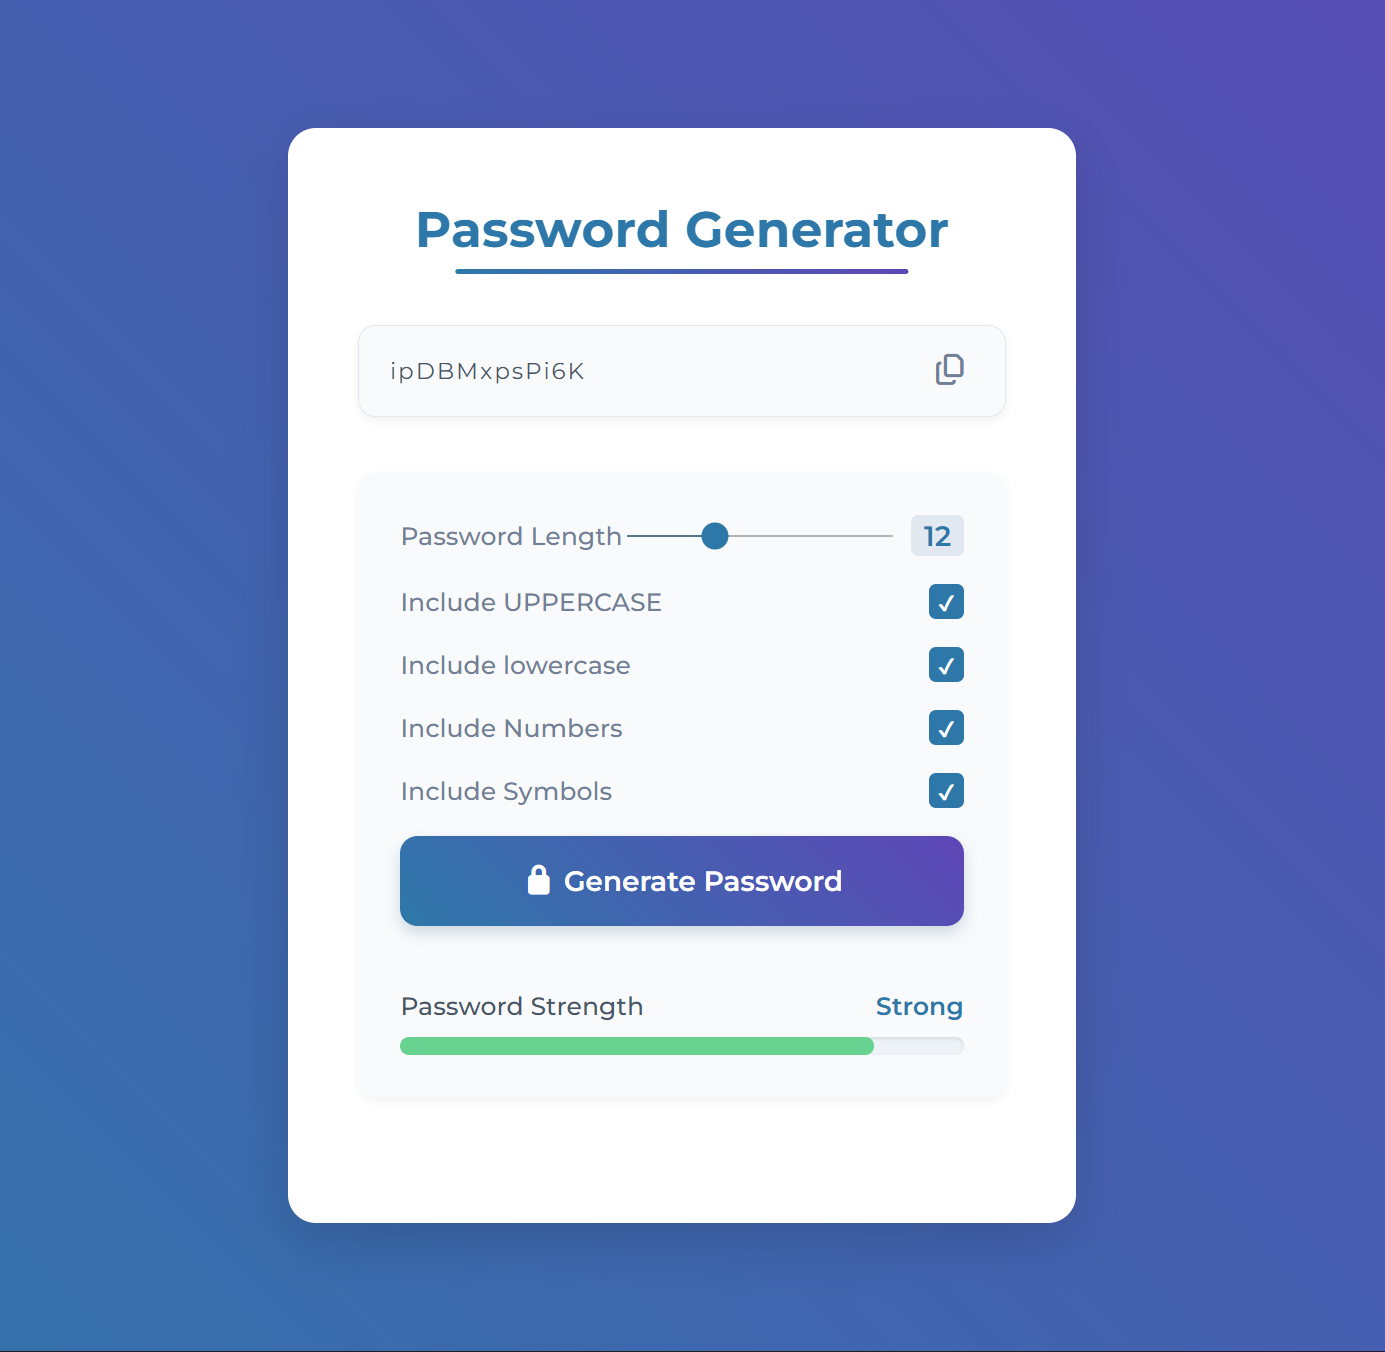 Password Generator
ipDBMxpsPi6K
Password Length 12
Include UPPERCASE
Include lowercase
Include Numbers
Include Symbols
Generate Password
Password Strength Strong